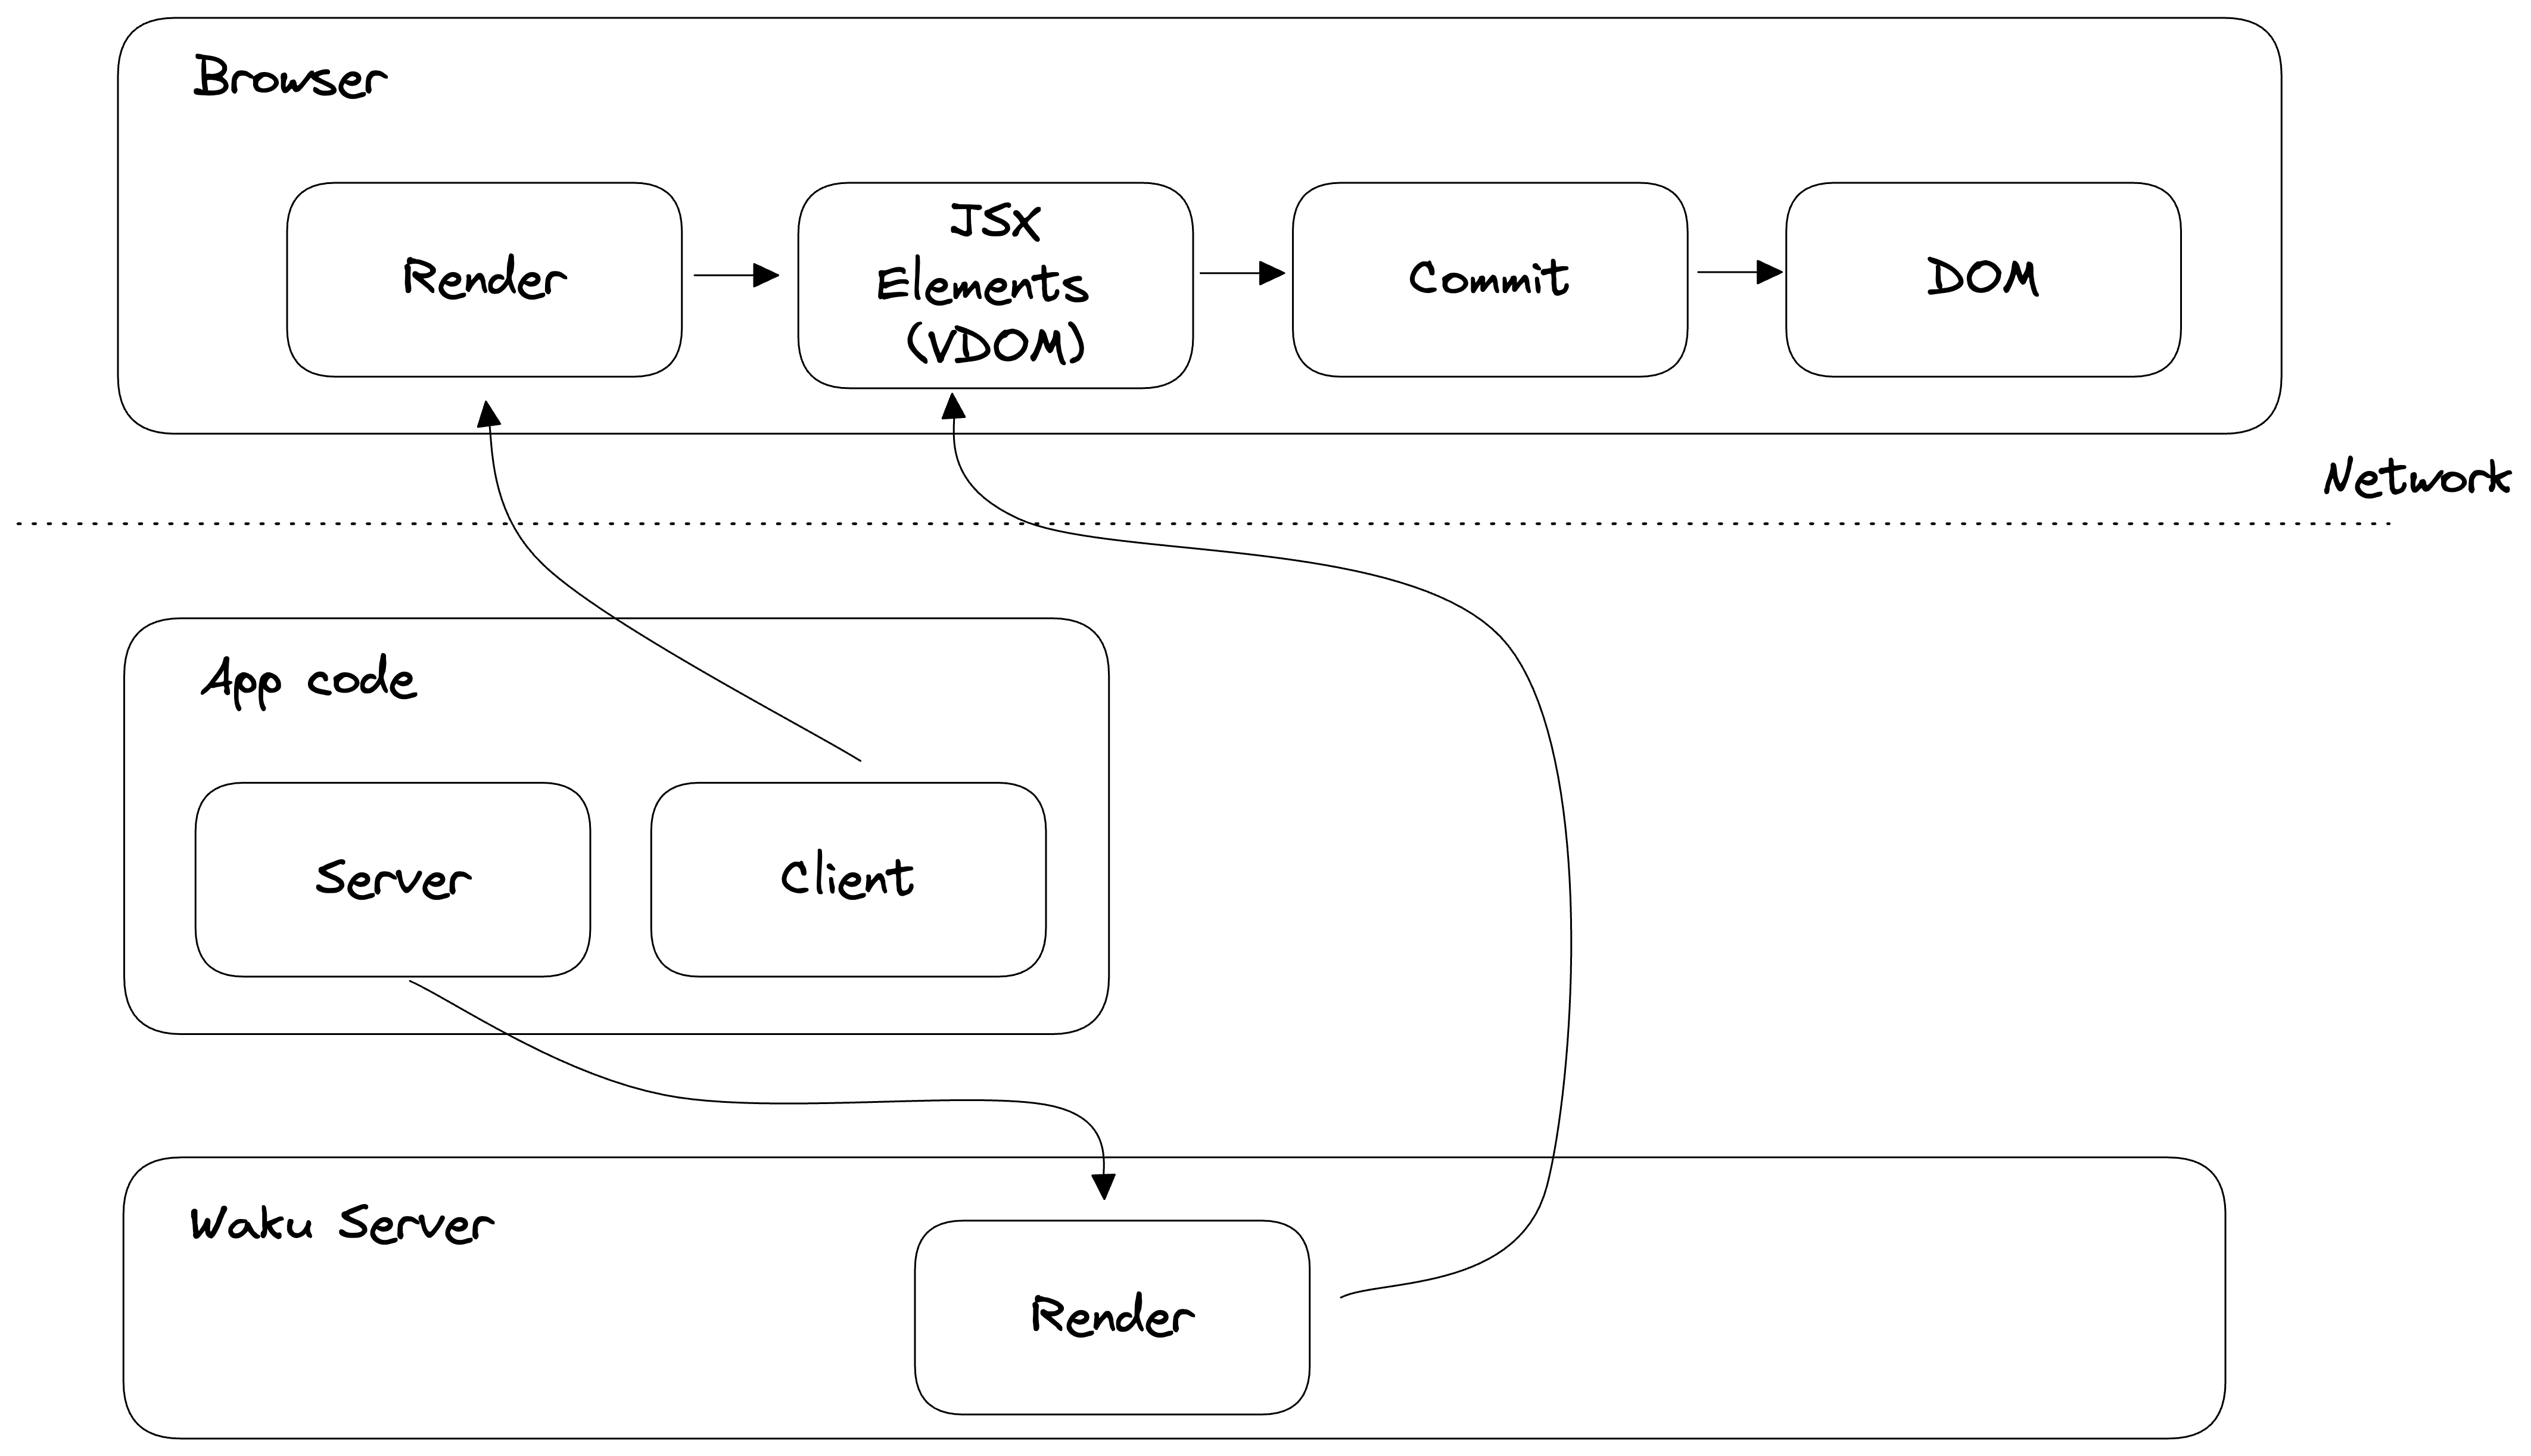 Browser
Render
JSX
Elements
(VDOM)
Commit
DOM
Network
App code
Server
Client
Waku Server
Render